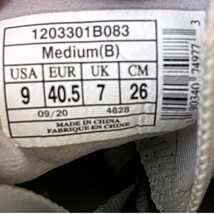 1203301B083
Medium(B)
USA EUR UK CM
9 40.5 7 26
09/20 4828
MADE IN CHINA
FABRIQUE EN CHINE
90340 74977 3